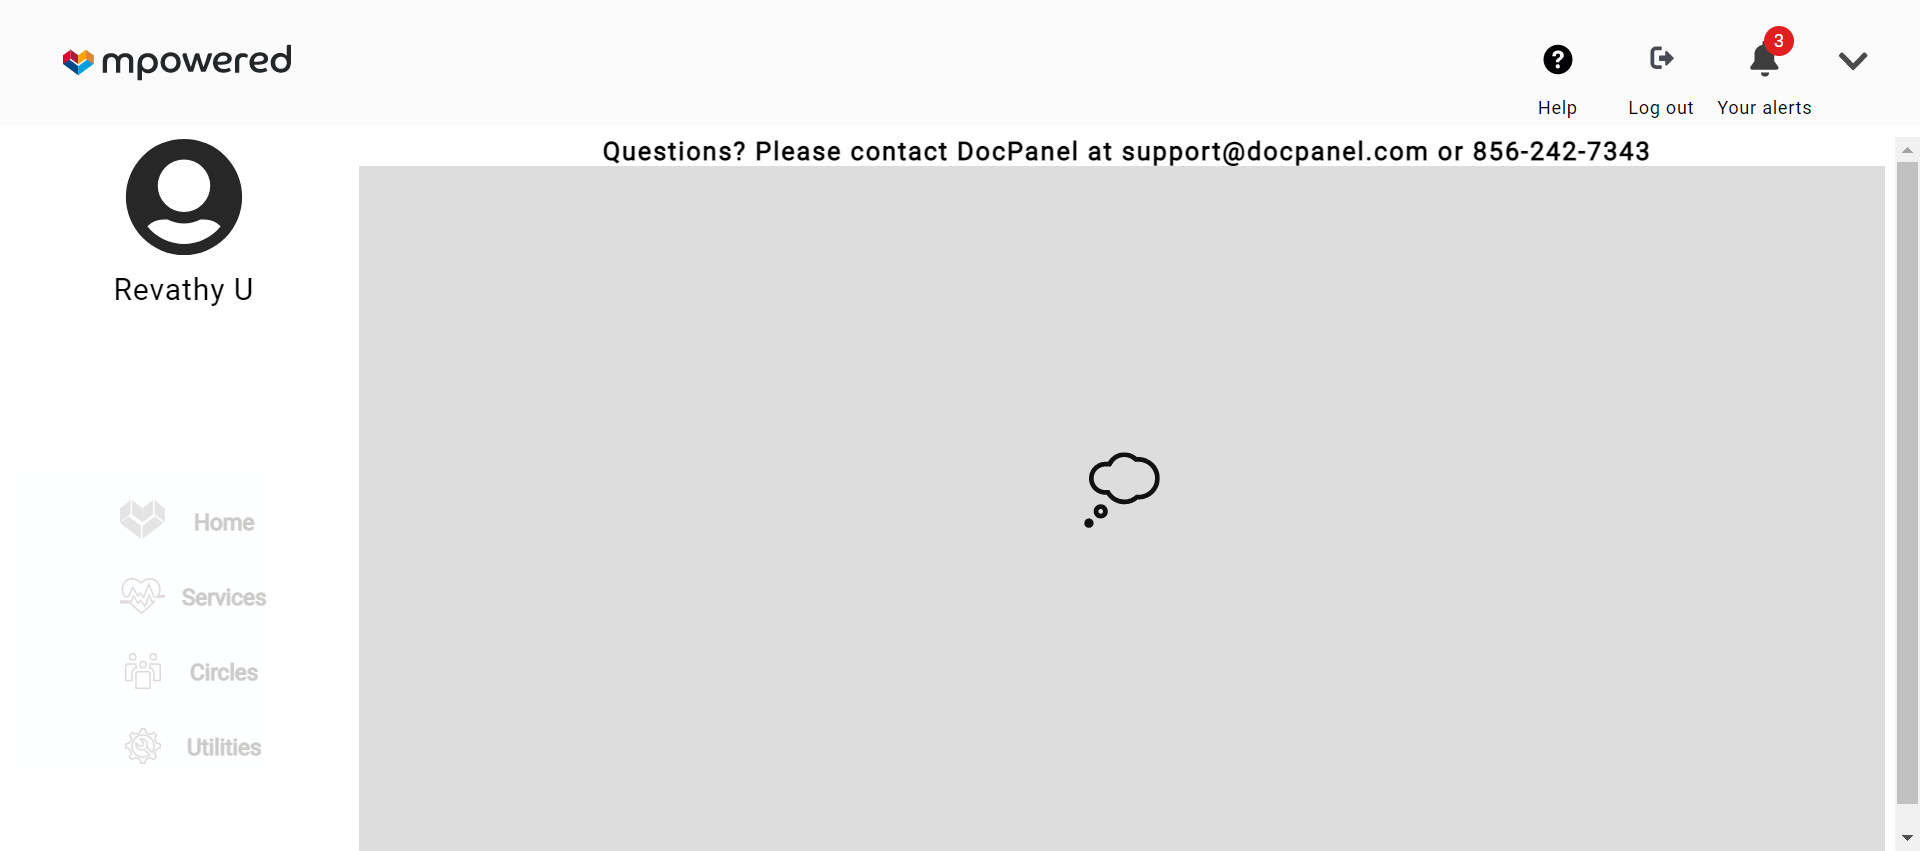 mpowered
?
3
Help
Log out
Your alerts
Questions? Please contact DocPanel at support@docpanel.com or 856-242-7343
Revathy U
Home
Services
Circles
Utilities